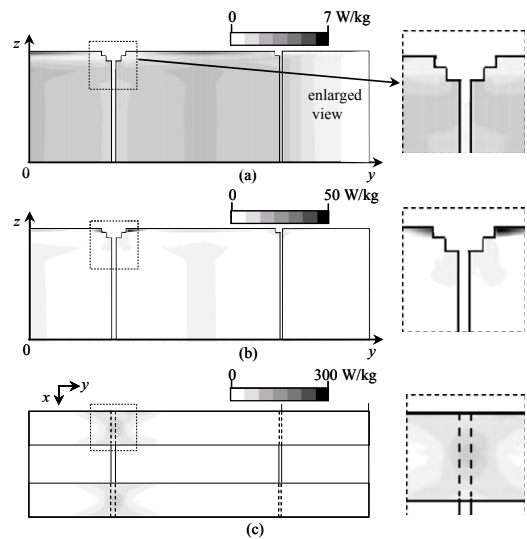 0 7 W/kg
z
enlarged
view
0 y
(a)
0 50 W/kg
z
0 y
(b)
0 300 W/kg
y
x
(c)